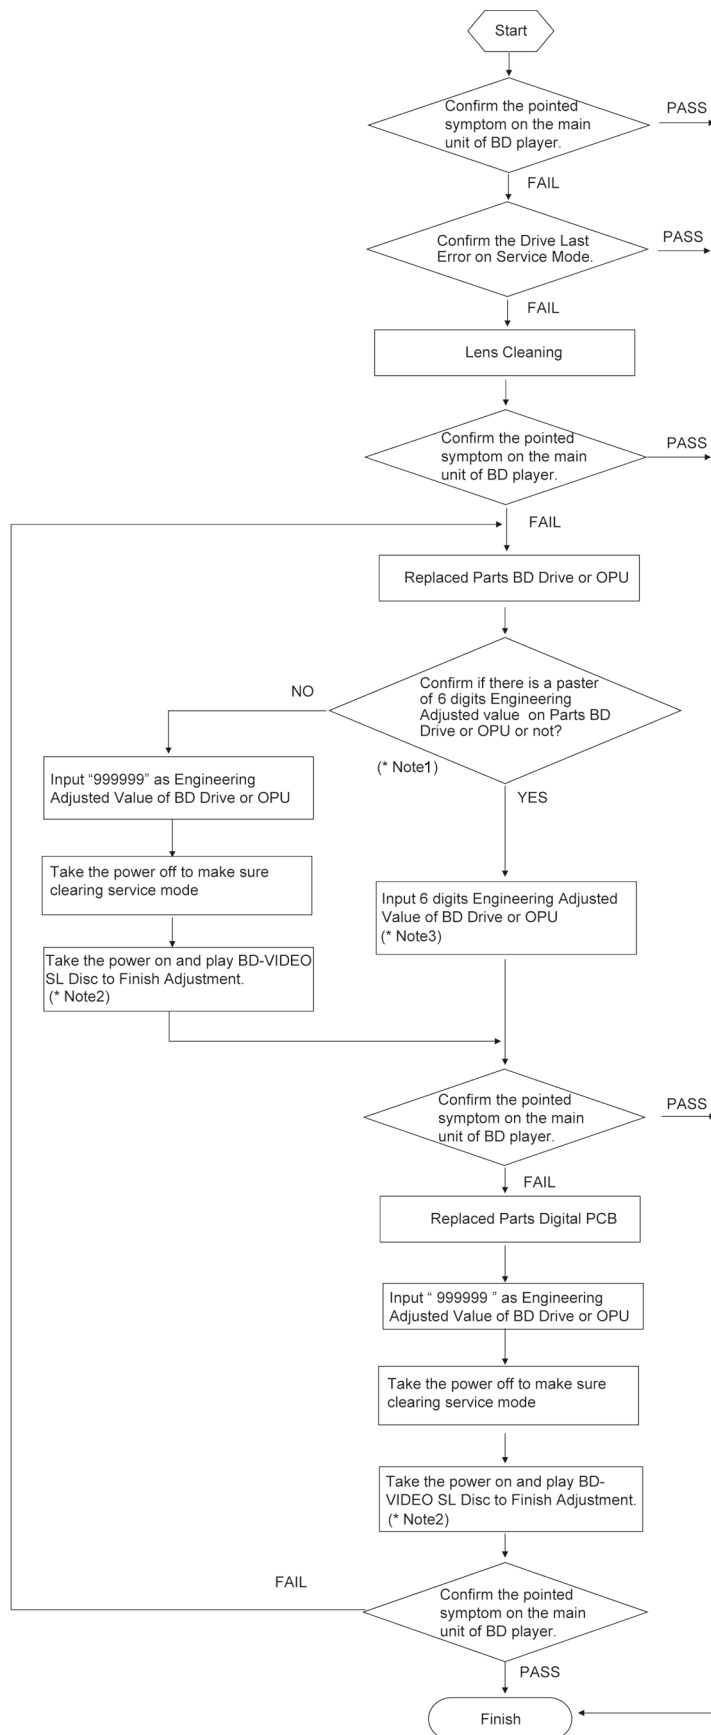 Start
Confirm the pointed
symptom on the main
unit of BD player.
PASS
FAIL
Confirm the Drive Last
Error on Service Mode.
PASS
FAIL
Lens Cleaning
Confirm the pointed
symptom on the main
unit of BD player.
PASS
FAIL
Replaced Parts BD Drive or OPU
Confirm if there is a paster
of 6 digits Engineering
Adjusted value on Parts BD
Drive or OPU or not?
NO
(* Note1)
YES
Input “999999” as Engineering
Adjusted Value of BD Drive or OPU
Take the power off to make sure
clearing service mode
Take the power on and play BD-VIDEO
SL Disc to Finish Adjustment.
(* Note2)
Input 6 digits Engineering Adjusted
Value of BD Drive or OPU
(* Note3)
Confirm the pointed
symptom on the main
unit of BD player.
PASS
FAIL
Replaced Parts Digital PCB
Input “ 999999 ” as Engineering
Adjusted Value of BD Drive or OPU
Take the power off to make sure
clearing service mode
Take the power on and play BD-
VIDEO SL Disc to Finish Adjustment.
(* Note2)
FAIL
Confirm the pointed
symptom on the main
unit of BD player.
PASS
Finish